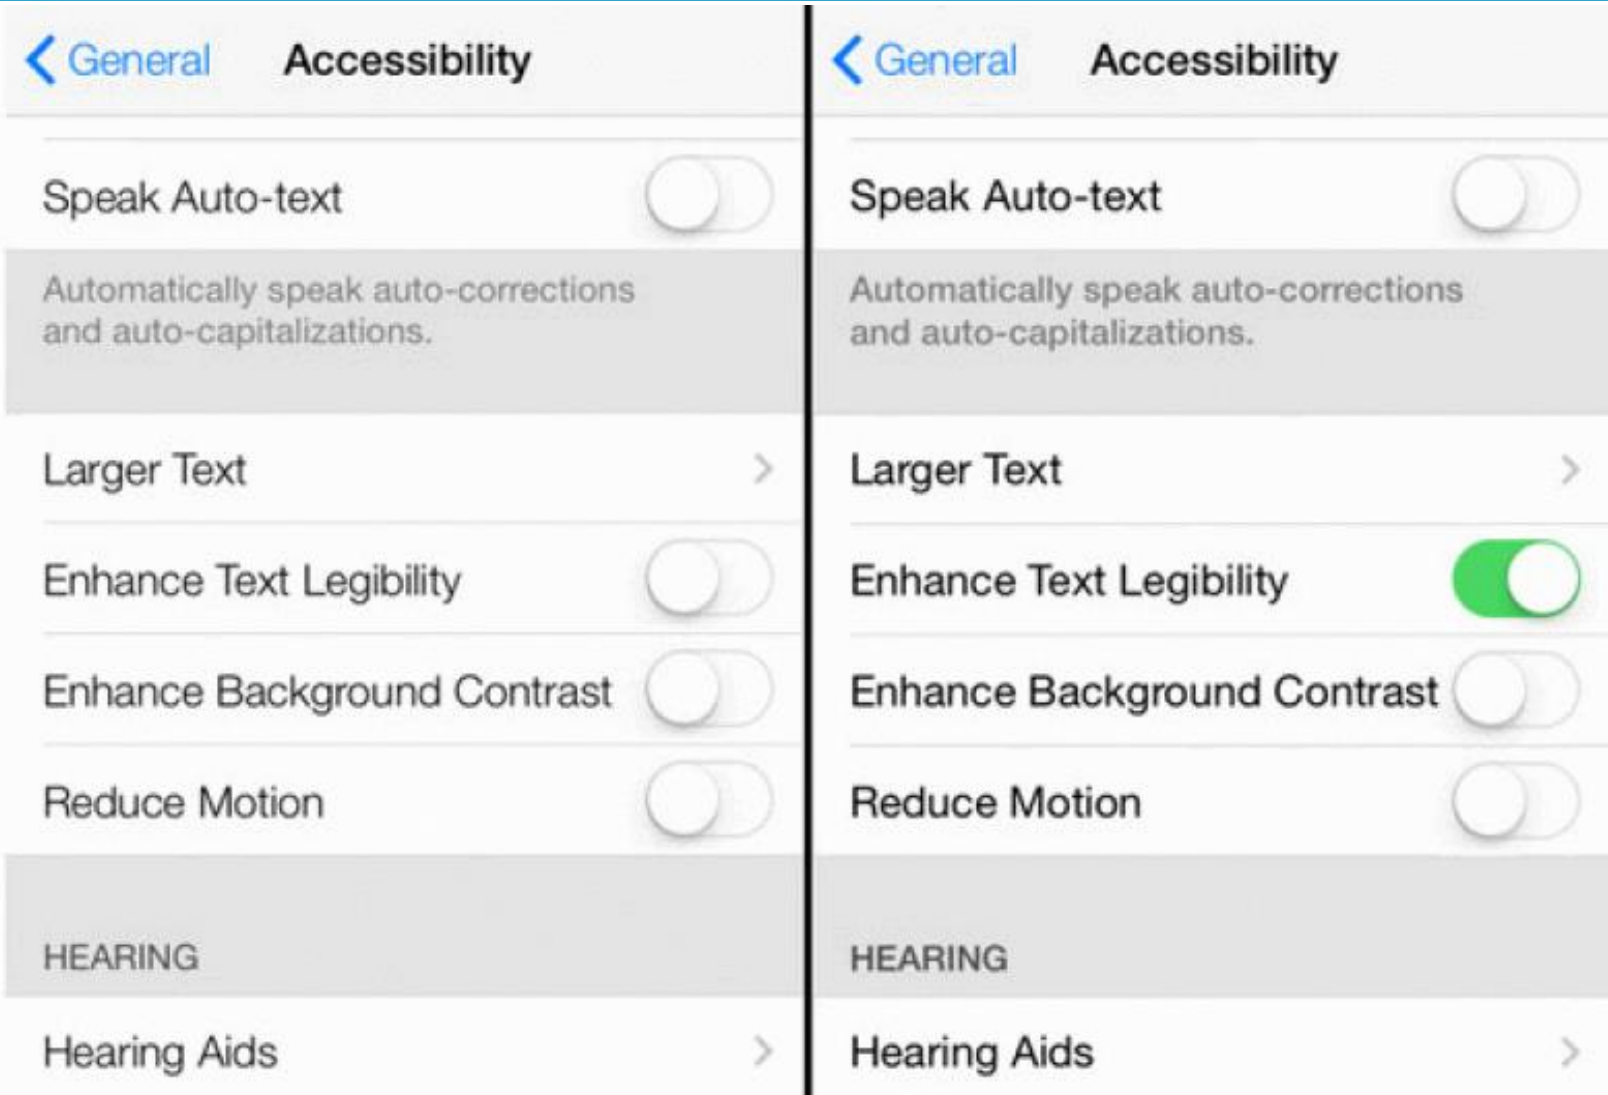 General Accessibility
Speak Auto-text
Automatically speak auto-corrections
and auto-capitalizations.
Larger Text
Enhance Text Legibility
Enhance Background Contrast
Reduce Motion
HEARING
Hearing Aids
General Accessibility
Speak Auto-text
Automatically speak auto-corrections
and auto-capitalizations.
Larger Text
Enhance Text Legibility
Enhance Background Contrast
Reduce Motion
HEARING
Hearing Aids